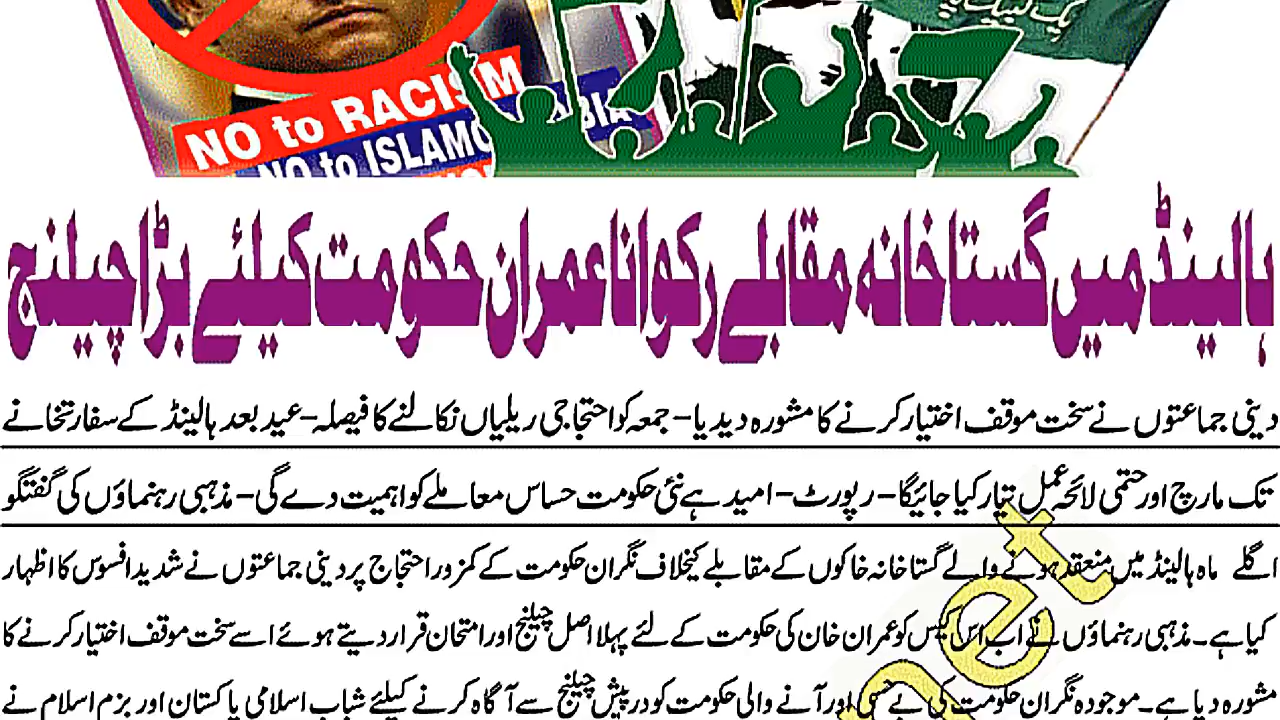 NO to RACISM
NO to ISLAMO BIA
ہالینڈ میں گستاخانہ مقابلے رکوانا عمران حکومت کیلئے بڑا چیلنج
دینی جماعتوں نے سخت موقف اختیار کرنے کا مشورہ دیدیا – جمعہ کو احتجاجی ریلیاں نکالنے کا فیصلہ – عید بعد ہالینڈ کے سفارتخانے
تک مارچ اور حتمی لائحہ عمل تیار کیا جائیگا – رپورٹ – امید ہے نئی حکومت حساس معاملے کو اہمیت دے گی – مذہبی رہنماؤں کی گفتگو
اگلے ماہ ہالینڈ میں منعقد ہونے والے گستاخانہ خاکوں کے مقابلے کیخلاف نگران حکومت کے کمزور احتجاج پر دینی جماعتوں نے شدید افسوس کا اظہار
کیا ہے۔ مذہبی رہنماؤں نے اب اس کیس کو عمران خان کی حکومت کے لئے پہلا اصل چیلنج اور امتحان قرار دیتے ہوئے اسے سخت موقف اختیار کرنے کا
مشورہ دیا ہے۔ موجودہ نگران حکومت کی بے حسی اور آنے والی حکومت کو درپیش چیلنج سے آگاہ کرنے کیلئے شباب اسلامی پاکستان اور بزم اسلام نے
net